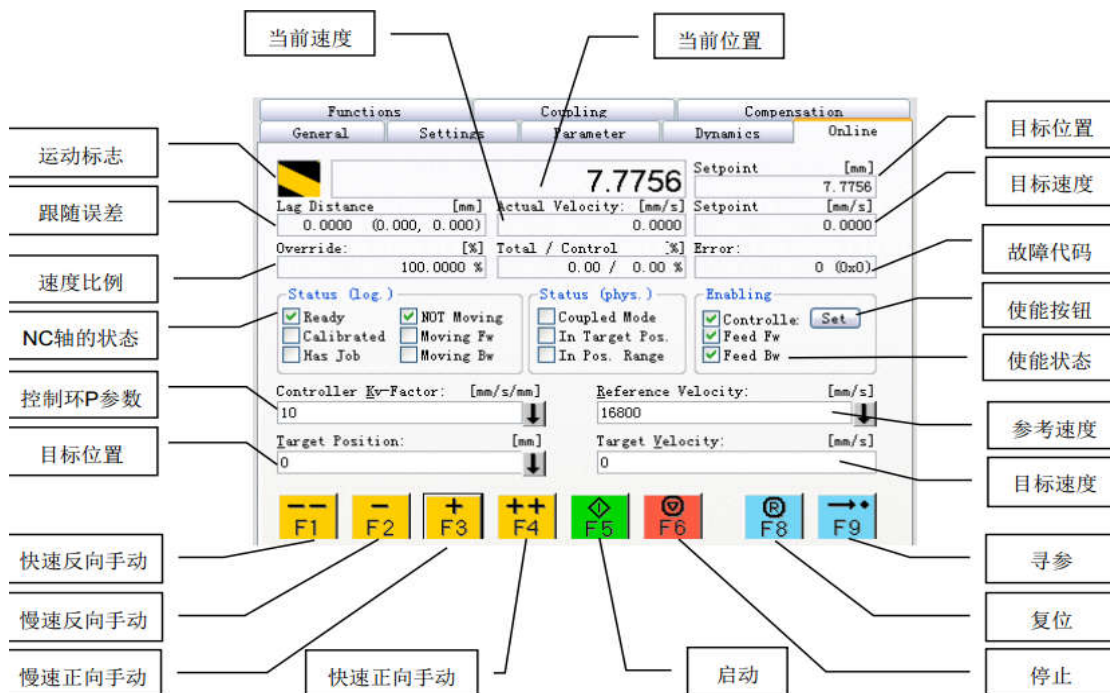 当前速度
当前位置
Functions Coupling Compensation
General Settings Parameter Dynamics Online
目标位置
运动标志
7.7756
Setpoint [mm]
7.7756
目标速度
跟随误差
Lag Distance [mm] Actual Velocity: [mm/s] Setpoint [mm/s]
0.0000 (0.000, 0.000) 0.0000 0.0000
Override: [%] Total / Control [%] Error:
100.0000 % 0.00 / 0.00 % 0 (0x0)
故障代码
速度比例
Status (log.) Status (phys.) Enabling
Ready NOT Moving Coupled Mode Controlle: Set
使能按钮
NC轴的状态
Calibrated Moving Fw In Target Pos. Feed Fw
Has Job Moving Bw In Pos. Range Feed Bw
使能状态
控制环P参数
Controller Kv-Factor: [mm/s/mm] Reference Velocity: [mm/s]
10 16800
参考速度
目标位置
Target Position: [mm] Target Velocity: [mm/s]
0 0
目标速度
-- - + ++ R
F1 F2 F3 F4 F5 F6 F8 F9
快速反向手动
寻参
慢速反向手动
复位
慢速正向手动
快速正向手动
启动
停止